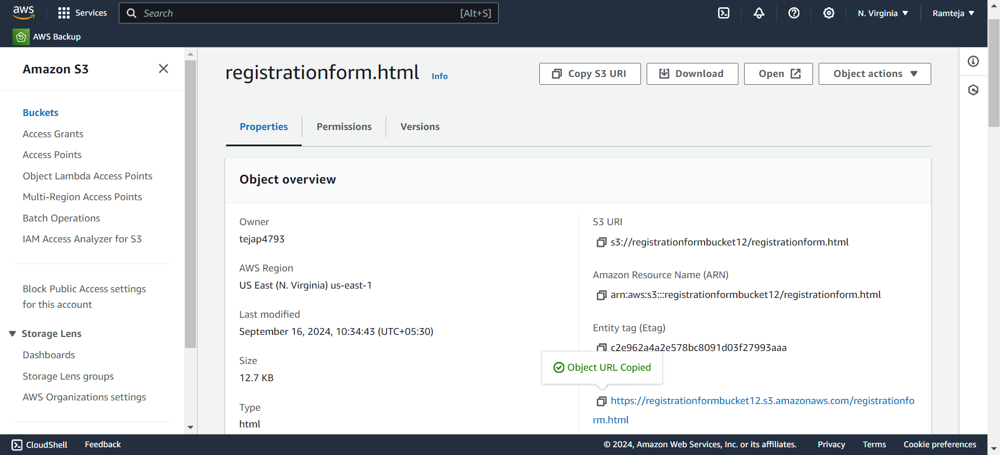 aws
Services
Search
[Alt+S]
N. Virginia
Ramteja
AWS Backup
Amazon S3
Buckets
Access Grants
Access Points
Object Lambda Access Points
Multi-Region Access Points
Batch Operations
IAM Access Analyzer for S3
Block Public Access settings
for this account
Storage Lens
Dashboards
Storage Lens groups
AWS Organizations settings
registrationform.html
Info
Copy S3 URI
Download
Open
Object actions
Properties
Permissions
Versions
Object overview
Owner
tejap4793
AWS Region
US East (N. Virginia) us-east-1
Last modified
September 16, 2024, 10:34:43 (UTC+05:30)
Size
12.7 KB
Type
html
S3 URI
s3://registrationformbucket12/registrationform.html
Amazon Resource Name (ARN)
arn:aws:s3:::registrationformbucket12/registrationform.html
Entity tag (Etag)
c2e962a4a2e578bc8091d03f27993aaa
Object URL Copied
https://registrationformbucket12.s3.amazonaws.com/registrationfo
rm.html
CloudShell
Feedback
© 2024, Amazon Web Services, Inc. or its affiliates.
Privacy
Terms
Cookie preferences